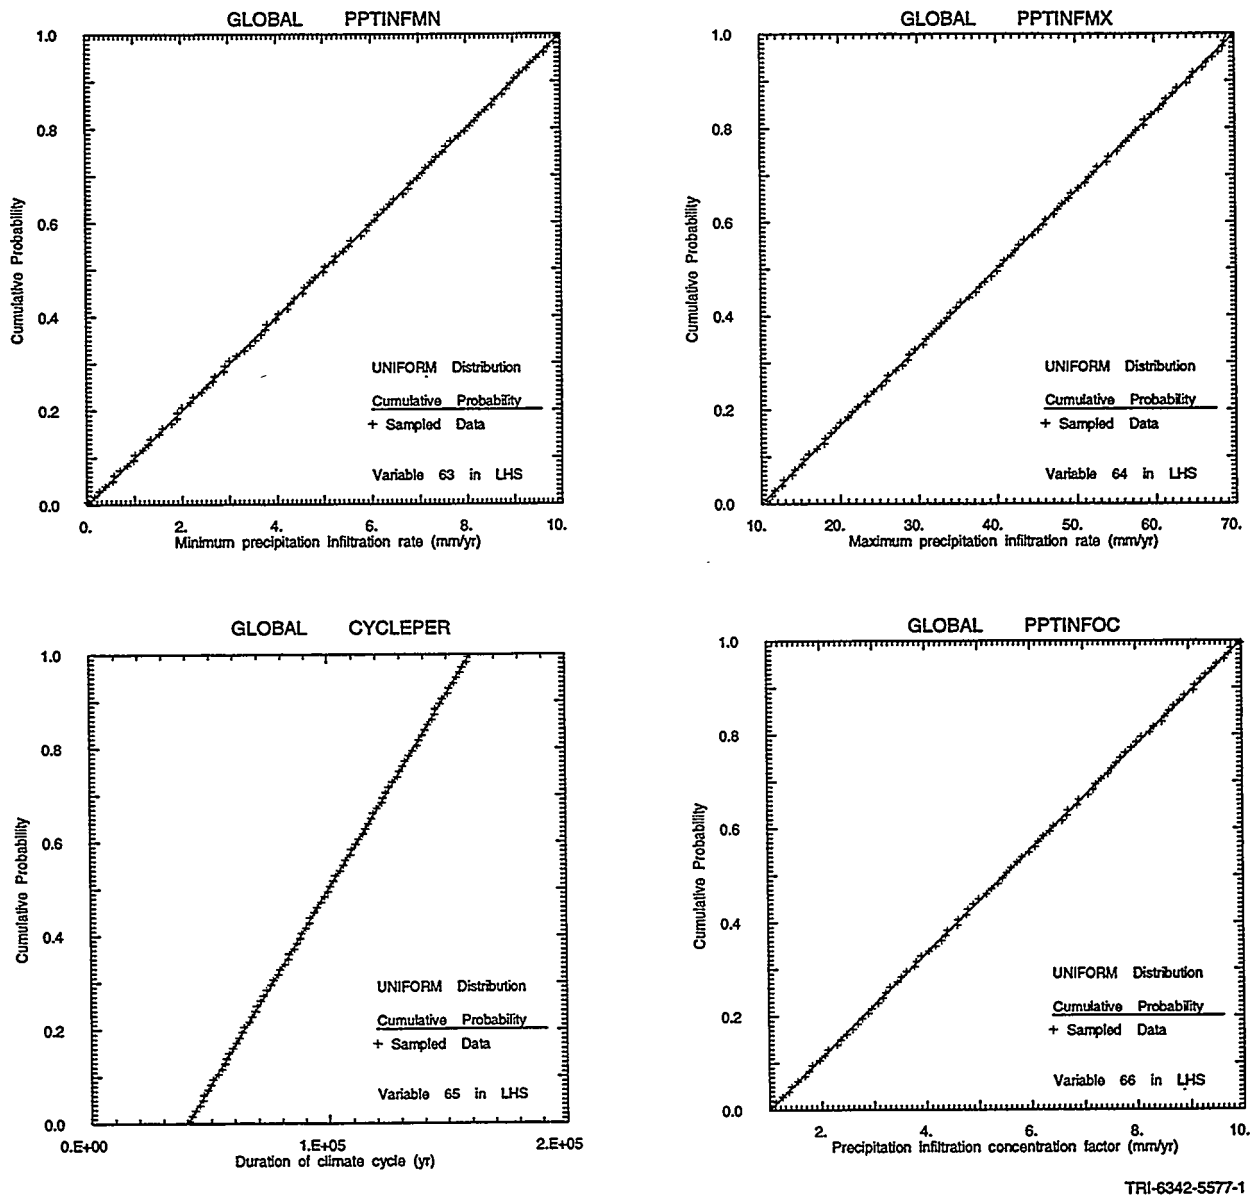 GLOBAL PPTINFMN
1.0
0.8
0.6
0.4
0.2
0.0
Cumulative Probability
UNIFORM Distribution
Cumulative Probability
+ Sampled Data
Variable 63 in LHS
0. 2. 4. 6. 8. 10.
Minimum precipitation infiltration rate (mm/yr)
GLOBAL PPTINFMX
1.0
0.8
0.6
0.4
0.2
0.0
Cumulative Probability
UNIFORM Distribution
Cumulative Probability
+ Sampled Data
Variable 64 in LHS
10. 20. 30. 40. 50. 60. 70.
Maximum precipitation infiltration rate (mm/yr)
GLOBAL CYCLEPER
1.0
0.8
0.6
0.4
0.2
0.0
Cumulative Probability
UNIFORM Distribution
Cumulative Probability
+ Sampled Data
Variable 65 in LHS
0.E+00 1.E+05 2.E+05
Duration of climate cycle (yr)
GLOBAL PPTINFOC
1.0
0.8
0.6
0.4
0.2
0.0
Cumulative Probability
UNIFORM Distribution
Cumulative Probability
+ Sampled Data
Variable 66 in LHS
2. 4. 6. 8. 10.
Precipitation infiltration concentration factor (mm/yr)
TRI-6342-5577-1